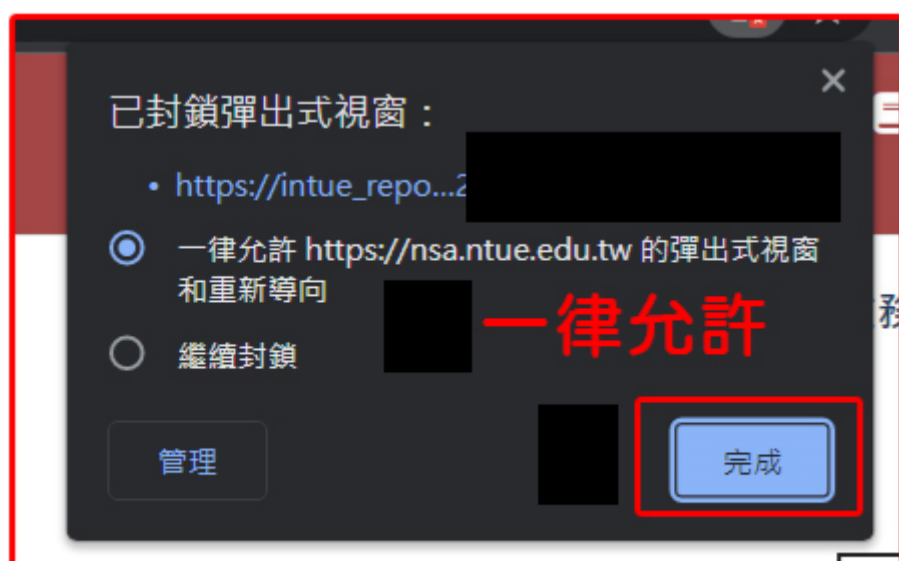 已封鎖彈出式視窗：
• https://intue_repo...2
一律允許 https://nsa.ntue.edu.tw 的彈出式視窗
和重新導向
一律允許
繼續封鎖
管理
完成
務